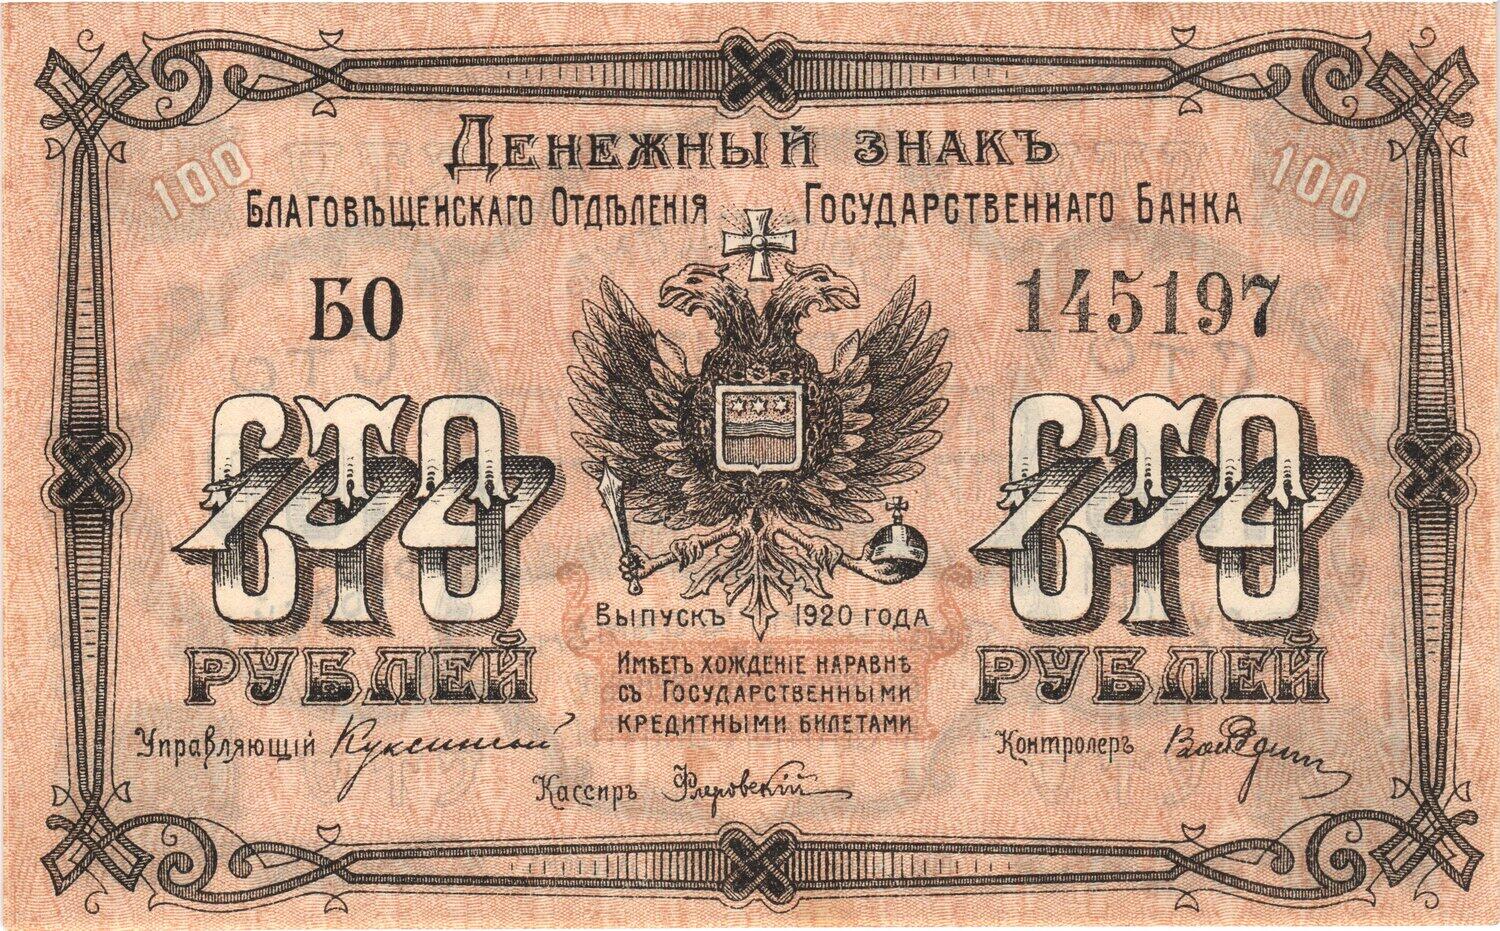 Денежный знакъ
100 100
Благовѣщенскаго Отдѣленія Государственнаго Банка
БО 145197
СТО СТО
РУБЛЕЙ РУБЛЕЙ
Выпускъ 1920 года
Имѣетъ хожденіе наравнѣ
съ Государственными
кредитными билетами
Управляющій Контролеръ
Кассиръ